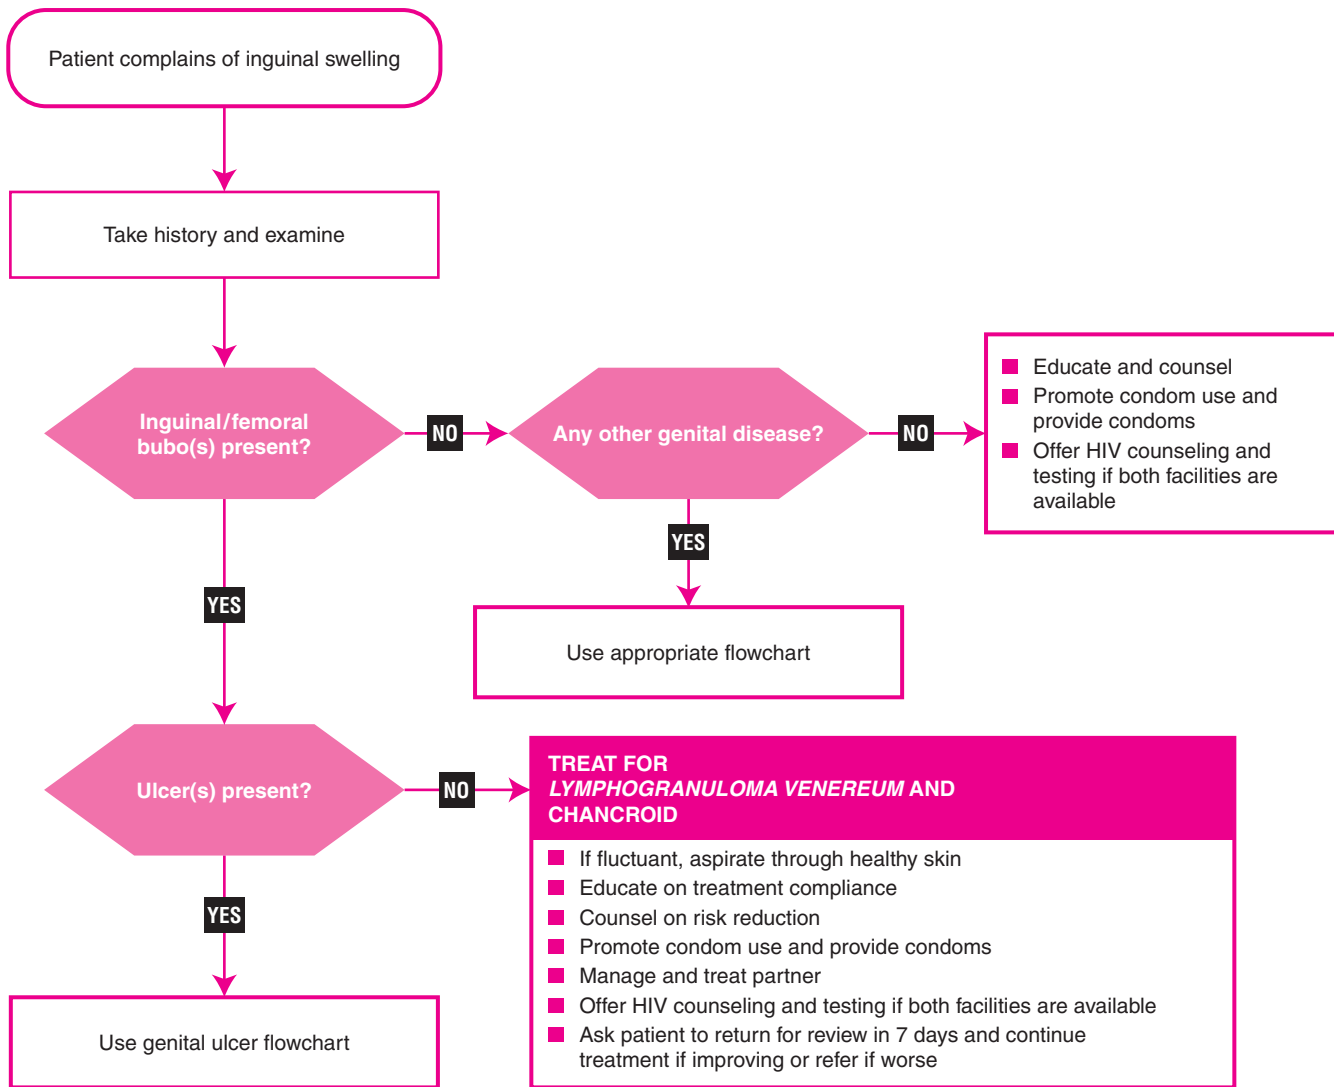 Patient complains of inguinal swelling
Take history and examine
Inguinal/femoral
bubo(s) present?
NO
Any other genital disease?
NO
Educate and counsel
Promote condom use and
provide condoms
Offer HIV counseling and
testing if both facilities are
available
YES
Use appropriate flowchart
YES
Ulcer(s) present?
NO
TREAT FOR
LYMPHOGRANULOMA VENEREUM AND
CHANCROID
If fluctuant, aspirate through healthy skin
Educate on treatment compliance
Counsel on risk reduction
Promote condom use and provide condoms
Manage and treat partner
Offer HIV counseling and testing if both facilities are available
Ask patient to return for review in 7 days and continue
treatment if improving or refer if worse
YES
Use genital ulcer flowchart